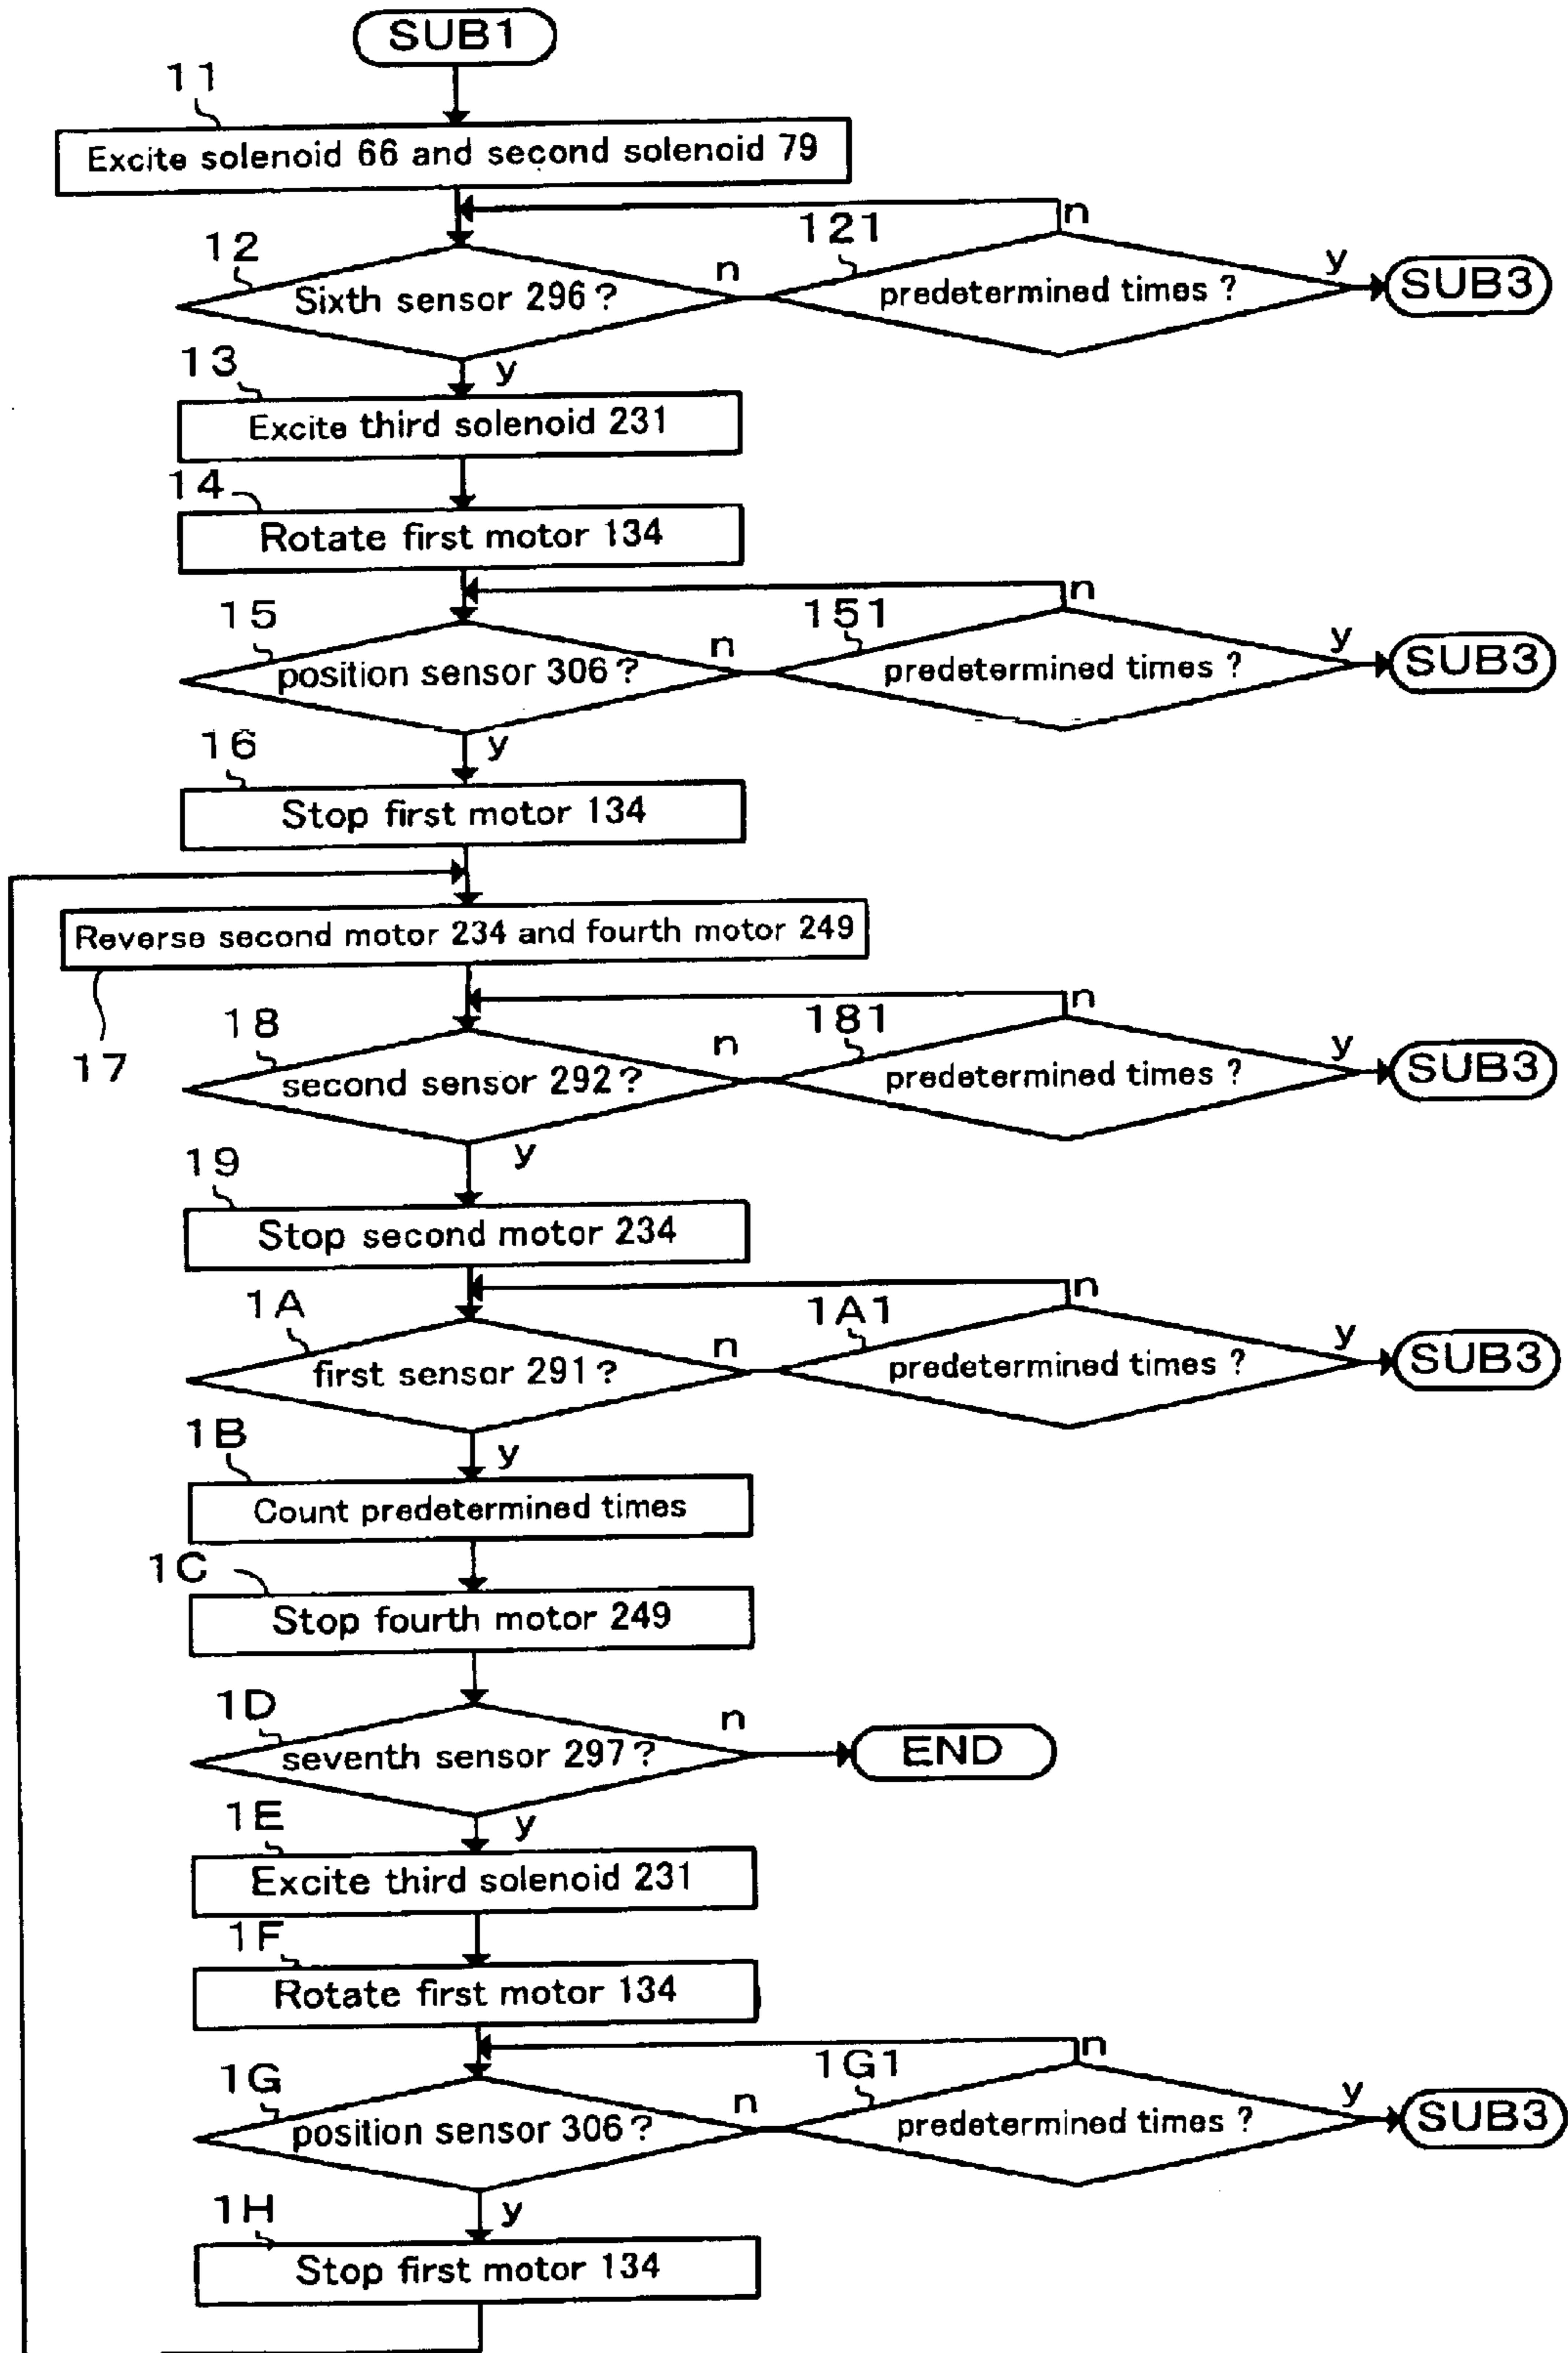 SUB1
11
Excite solenoid 66 and second solenoid 79
n
12
121
n
y
Sixth sensor 296?
predetermined times ?
SUB3
y
13
Excite third solenoid 231
14
Rotate first motor 134
n
15
151
n
y
position sensor 306?
predetermined times ?
SUB3
y
16
Stop first motor 134
Reverse second motor 234 and fourth motor 249
17
n
18
181
n
y
second sensor 292?
predetermined times ?
SUB3
y
19
Stop second motor 234
n
1A
1A1
n
y
first sensor 291?
predetermined times ?
SUB3
y
1B
Count predetermined times
1C
Stop fourth motor 249
1D
n
seventh sensor 297?
END
y
1E
Excite third solenoid 231
1F
Rotate first motor 134
n
1G
1G1
n
y
position sensor 306?
predetermined times ?
SUB3
y
1H
Stop first motor 134